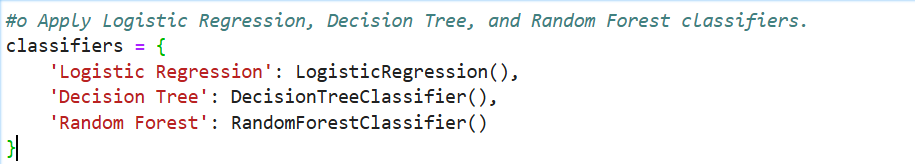 #o Apply Logistic Regression, Decision Tree, and Random Forest classifiers.
classifiers = {
    'Logistic Regression': LogisticRegression(),
    'Decision Tree': DecisionTreeClassifier(),
    'Random Forest': RandomForestClassifier()
}